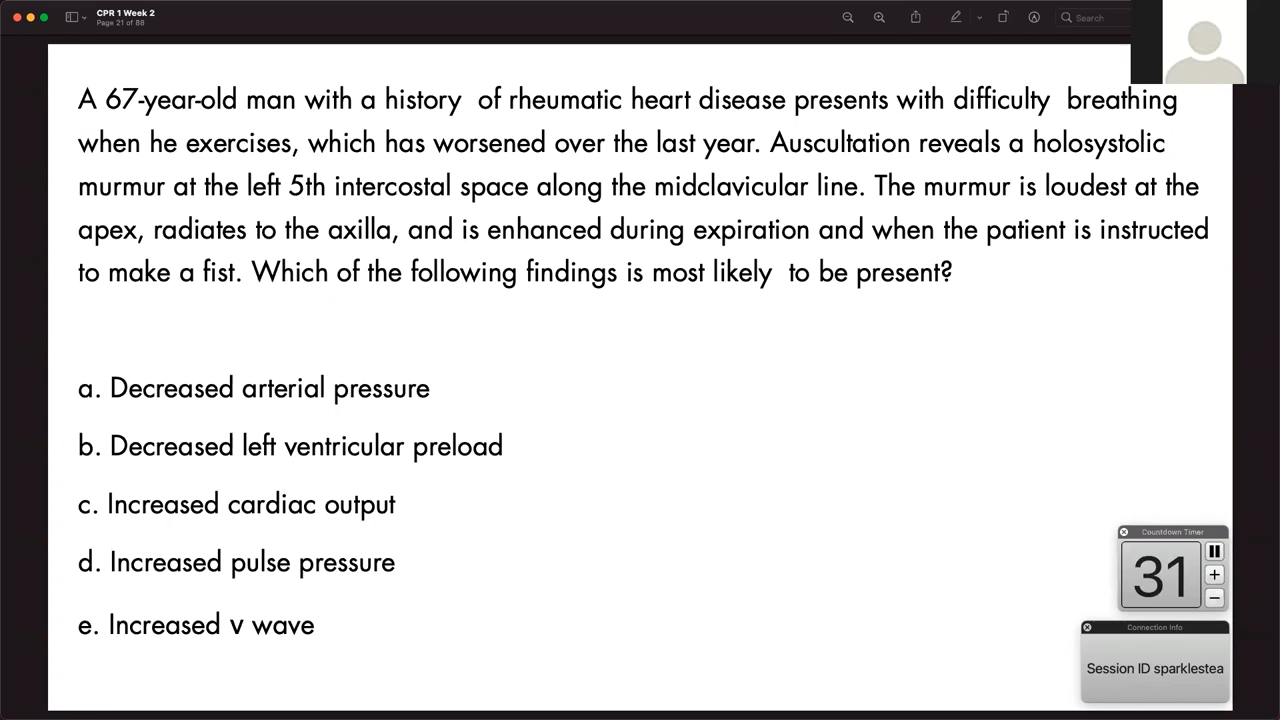 CPR 1 Week 2
Page 21 of 88
Search
A 67-year-old man with a history of rheumatic heart disease presents with difficulty breathing
when he exercises, which has worsened over the last year. Auscultation reveals a holosystolic
murmur at the left 5th intercostal space along the midclavicular line. The murmur is loudest at the
apex, radiates to the axilla, and is enhanced during expiration and when the patient is instructed
to make a fist. Which of the following findings is most likely to be present?
a. Decreased arterial pressure
b. Decreased left ventricular preload
c. Increased cardiac output
d. Increased pulse pressure
e. Increased v wave
Countdown Timer
31
Connection Info
Session ID sparklestea